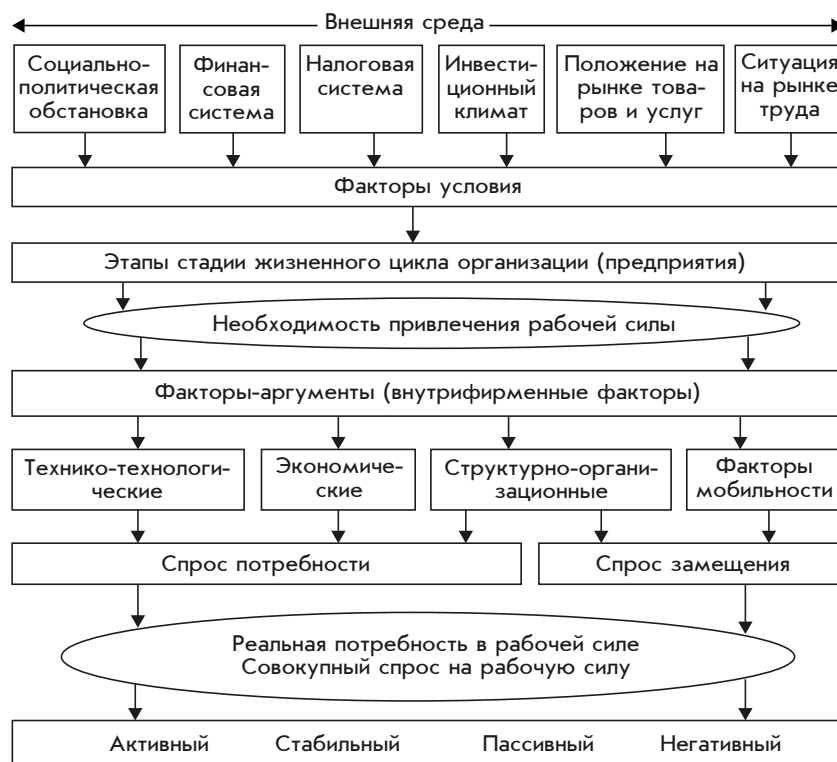 Внешняя среда
Социально-
политическая
обстановка
Финан-
совая
система
Налоговая
система
Инвести-
ционный
климат
Положение на
рынке това-
ров и услуг
Ситуация
на рынке
труда
Факторы условия
Этапы стадии жизненного цикла организации (предприятия)
Необходимость привлечения рабочей силы
Факторы-аргументы (внутрифирменные факторы)
Технико-технологи-
ческие
Экономиче-
ские
Структурно-органи-
зационные
Факторы
мобильности
Спрос потребности
Спрос замещения
Реальная потребность в рабочей силе
Совокупный спрос на рабочую силу
Активный Стабильный Пассивный Негативный